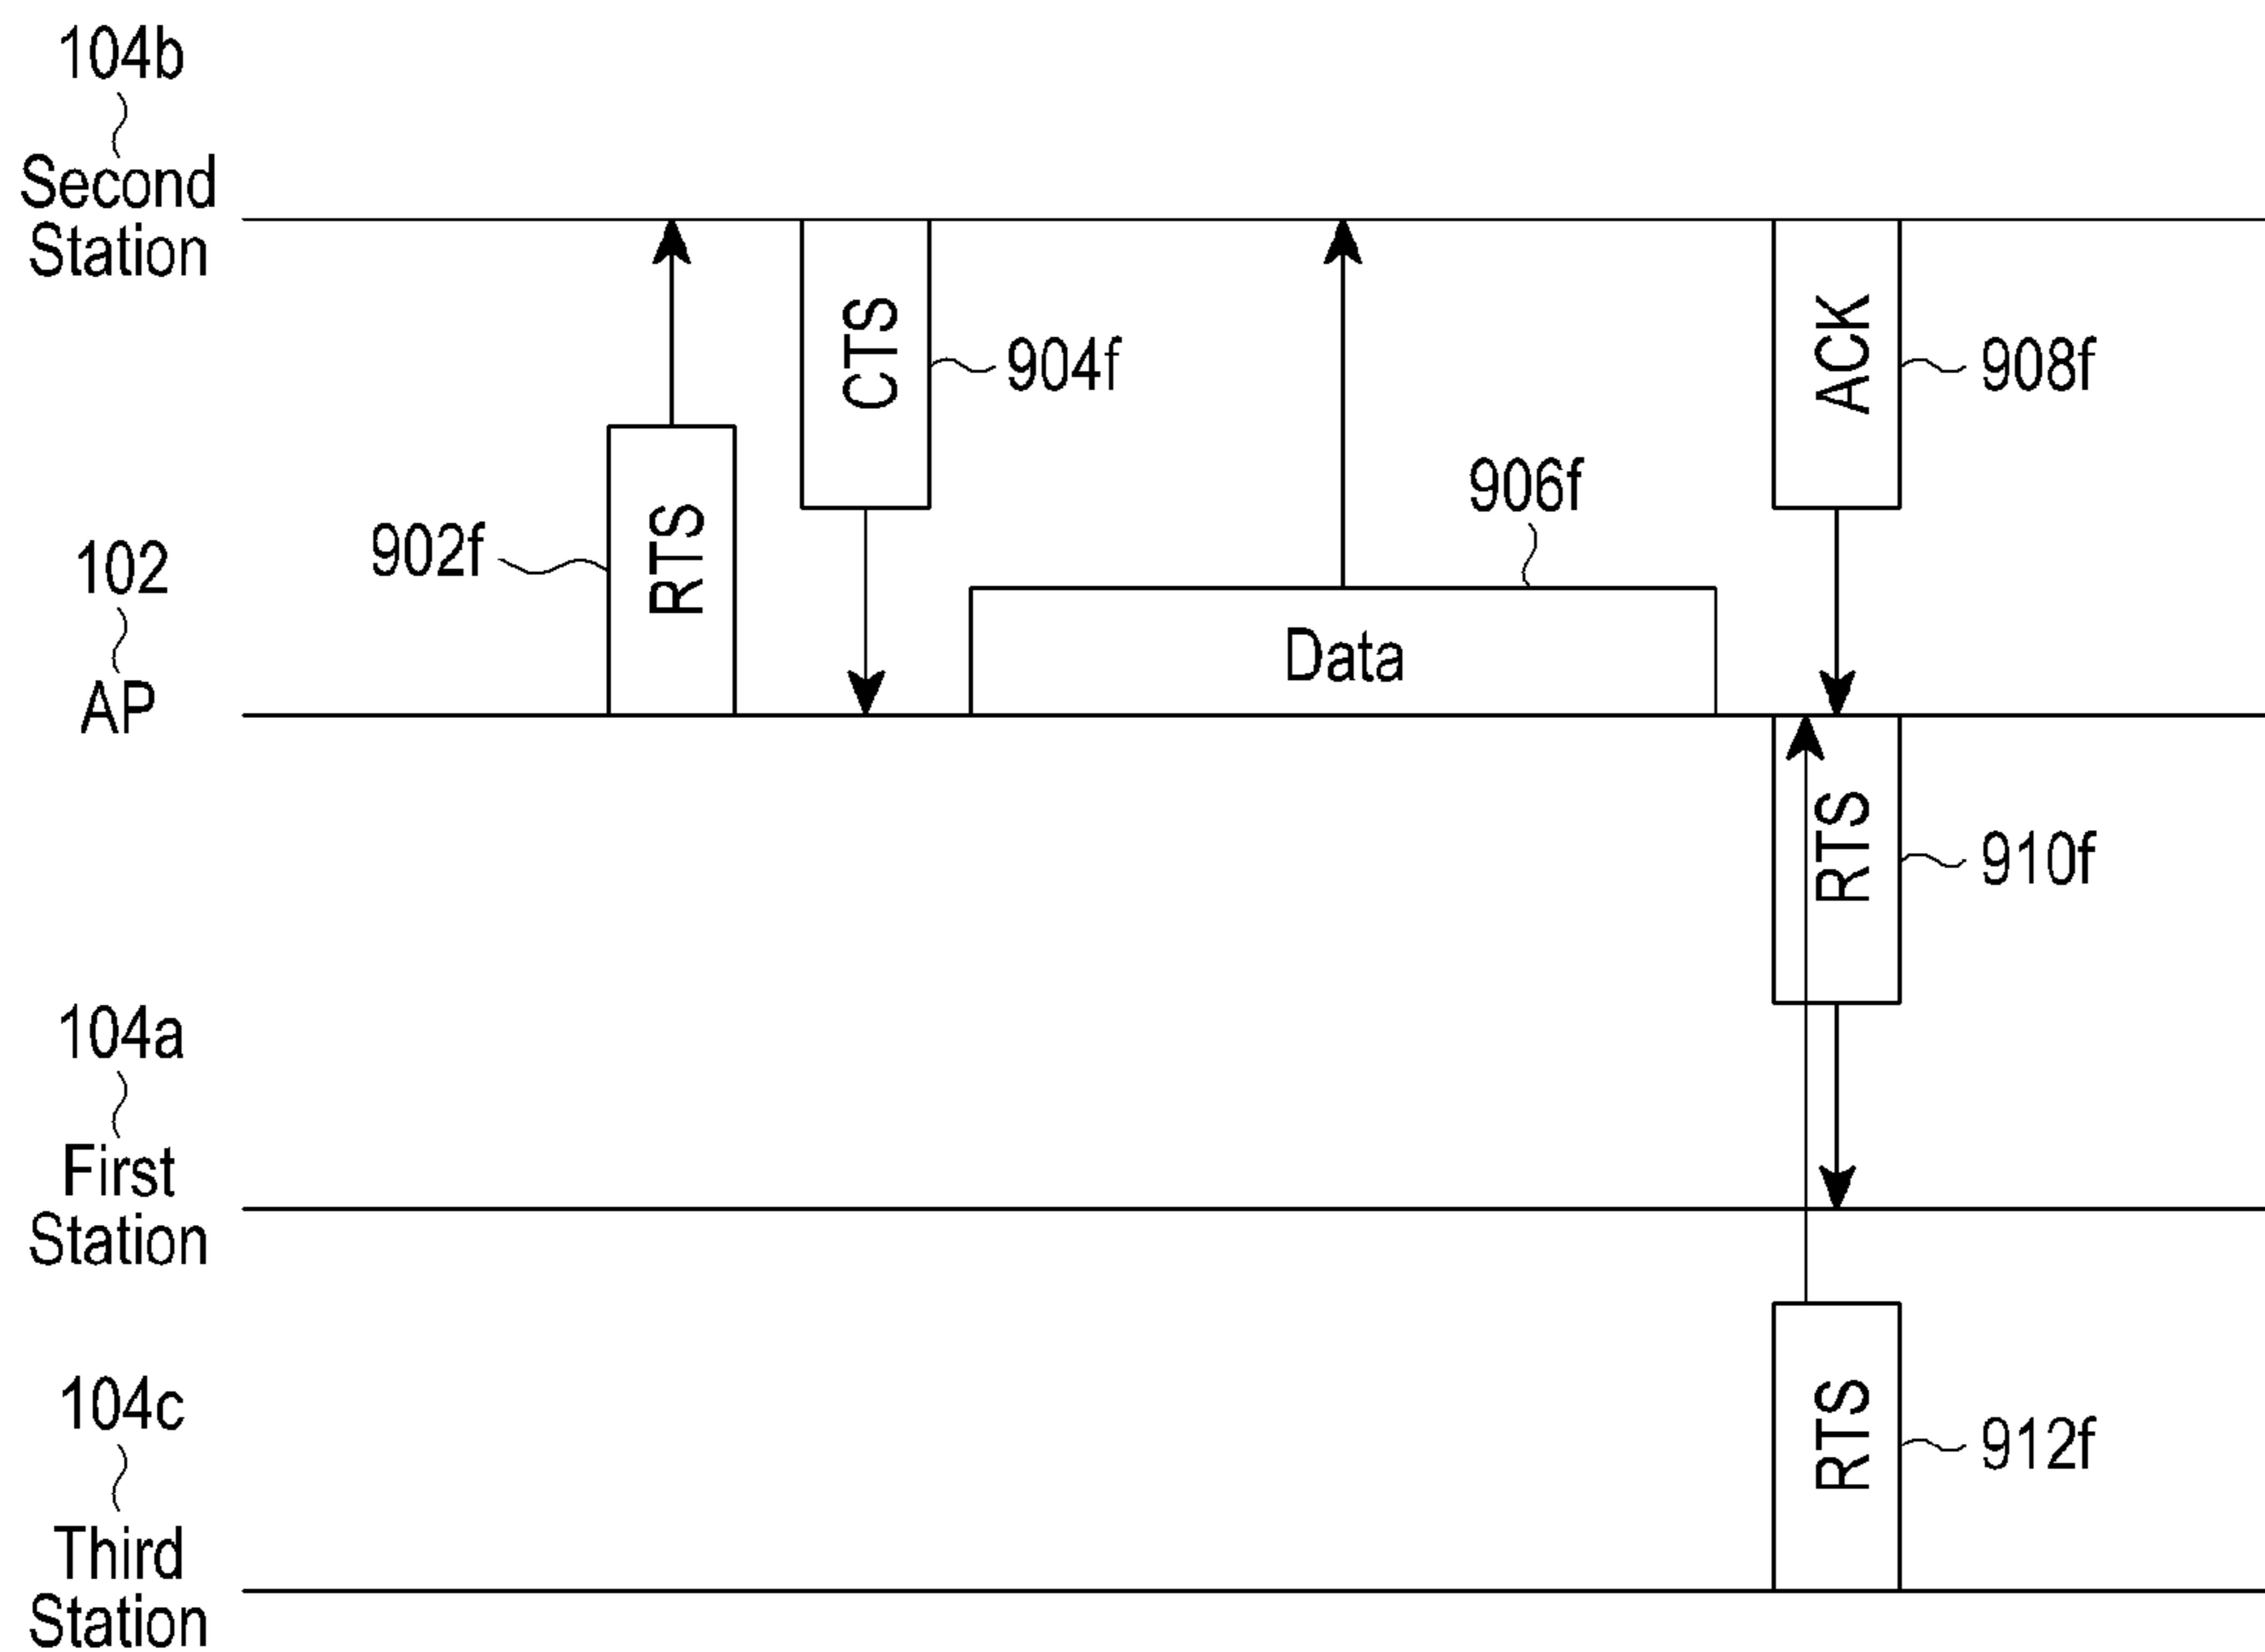 104b
Second
Station
CTS
904f
ACK
908f
906f
902f
RTS
102
AP
Data
RTS
910f
104a
First
Station
104c
Third
Station
RTS
912f